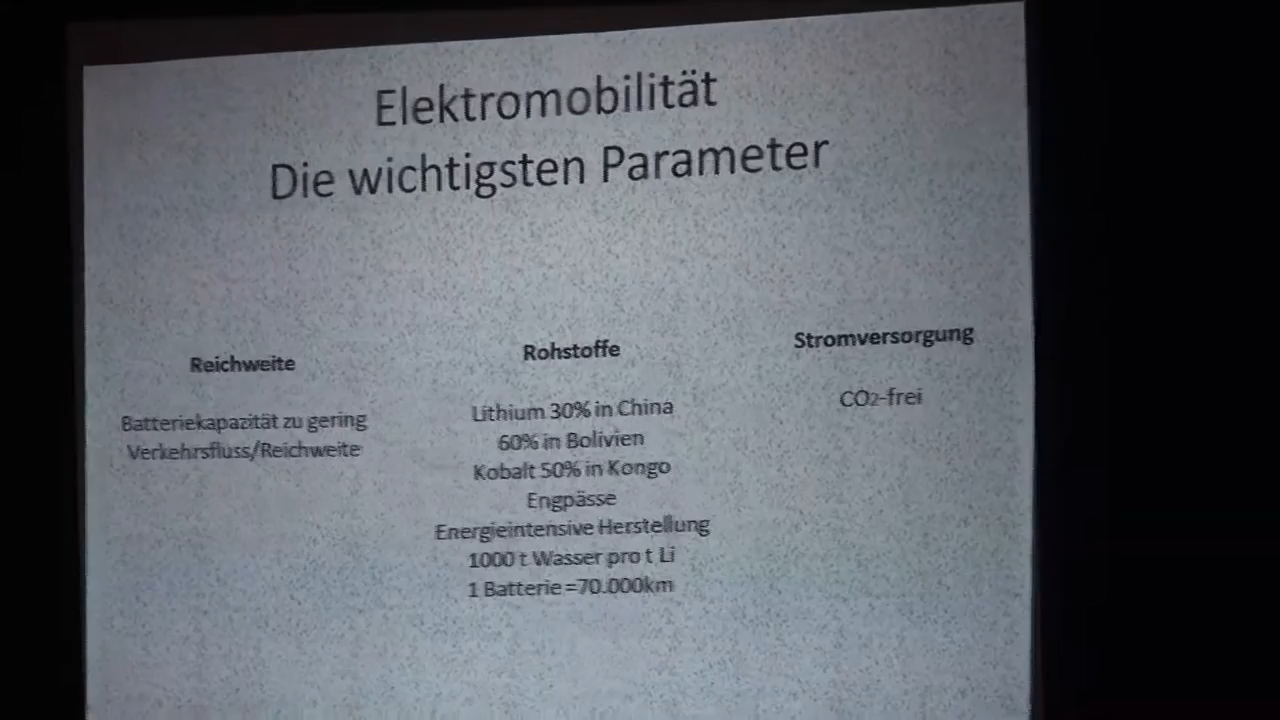 Elektromobilität
Die wichtigsten Parameter
Reichweite
Batteriekapazität zu gering
Verkehrsfluss/Reichweite
Rohstoffe
Lithium 30% in China
60% in Bolivien
Kobalt 50% in Kongo
Engpässe
Energieintensive Herstellung
1000 t Wasser pro t Li
1 Batterie =70.000km
Stromversorgung
CO2-frei